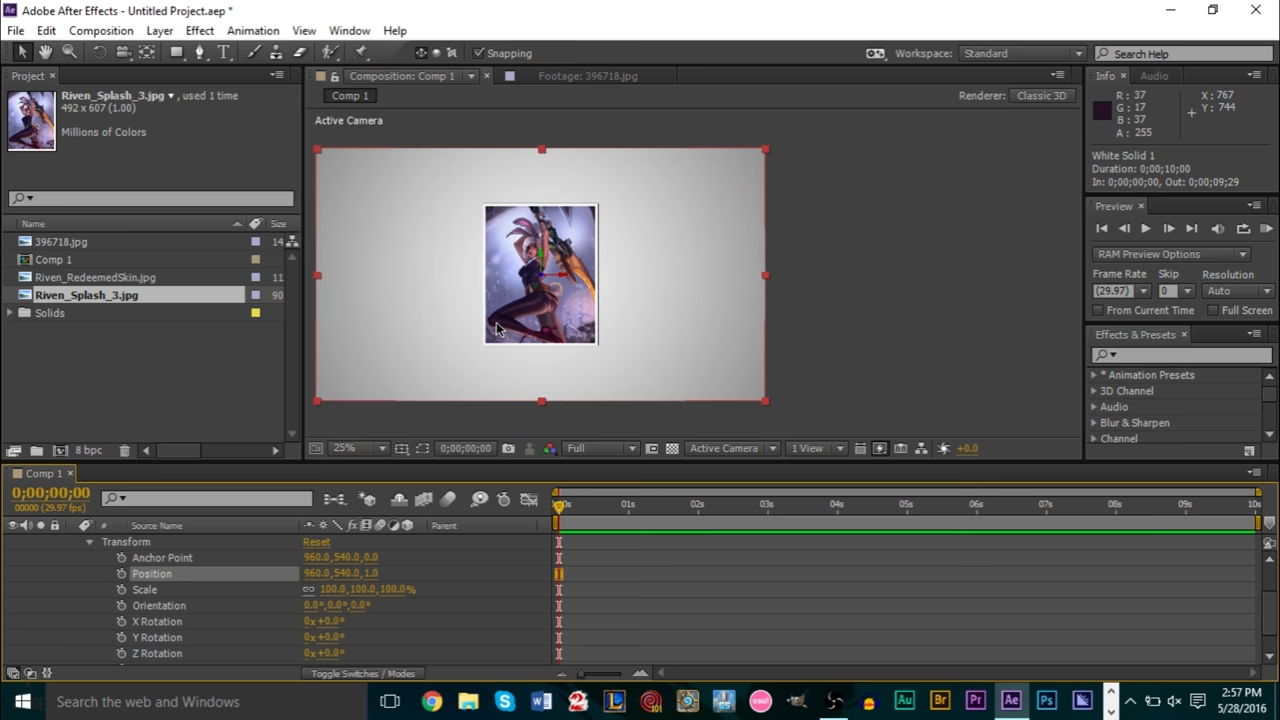 Adobe After Effects - Untitled Project.aep *
File Edit Composition Layer Effect Animation View Window Help
Snapping
Workspace: Standard
Search Help
Project
Composition: Comp 1
Footage: 396718.jpg
Info Audio
Riven_Splash_3.jpg , used 1 time
492 x 607 (1.00)
Millions of Colors
Comp 1
Renderer: Classic 3D
Active Camera
R: 37
G: 17
B: 37
A: 255
X: 767
Y: 744
White Solid 1
Duration: 0;00;10;00
In: 0;00;00;00, Out: 0;00;09;29
Preview
RAM Preview Options
Frame Rate Skip Resolution
(29.97) 0 Auto
From Current Time Full Screen
Effects & Presets
* Animation Presets
3D Channel
Audio
Blur & Sharpen
Channel
Name Size
396718.jpg 14
Comp 1
Riven_RedeemedSkin.jpg 11
Riven_Splash_3.jpg 90
Solids
8 bpc
25% 0;00;00;00 Full Active Camera 1 View +0.0
Comp 1
0;00;00;00
00000 (29.97 fps)
01s 02s 03s 04s 05s 06s 07s 08s 09s 10s
# Source Name Parent
Transform Reset
Anchor Point 960.0,540.0,0.0
Position 960.0,540.0,1.0
Scale 100.0,100.0,100.0%
Orientation 0.0°,0.0°,0.0°
X Rotation 0x+0.0°
Y Rotation 0x+0.0°
Z Rotation 0x+0.0°
Toggle Switches / Modes
Search the web and Windows
2:57 PM
5/28/2016